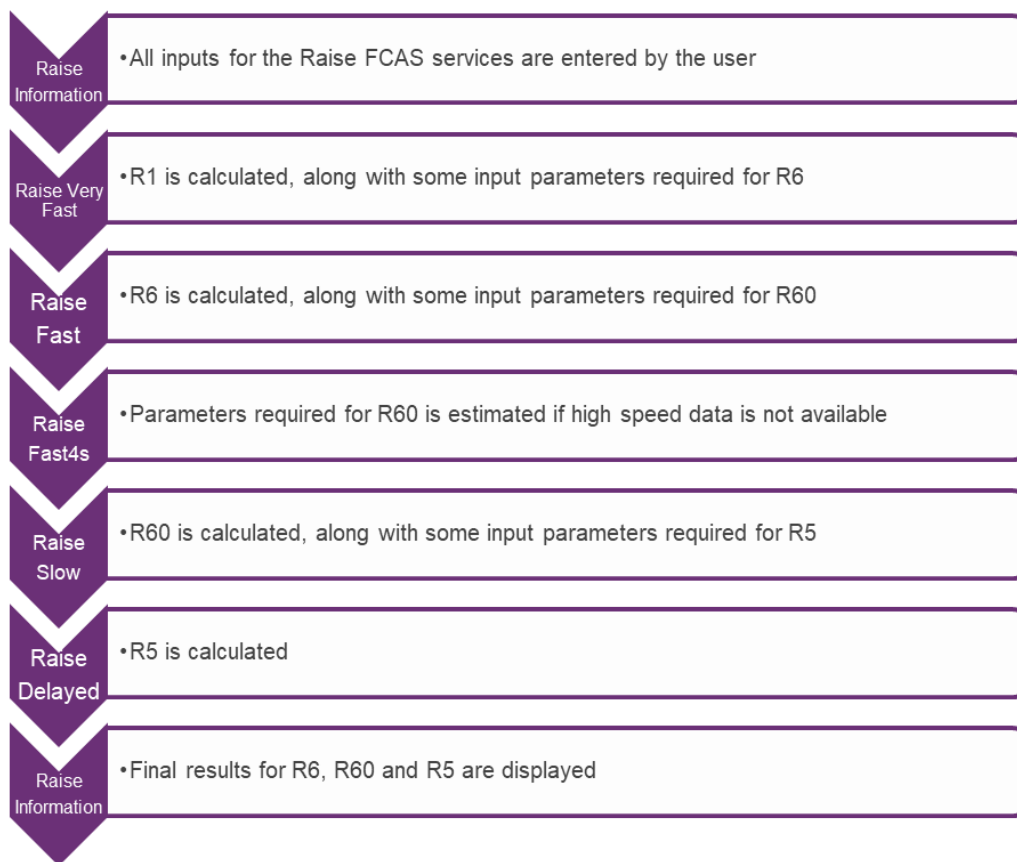 Raise
Information
•All inputs for the Raise FCAS services are entered by the user
Raise Very
Fast
•R1 is calculated, along with some input parameters required for R6
Raise
Fast
•R6 is calculated, along with some input parameters required for R60
Raise
Fast4s
•Parameters required for R60 is estimated if high speed data is not available
Raise
Slow
•R60 is calculated, along with some input parameters required for R5
Raise
Delayed
•R5 is calculated
Raise
Information
•Final results for R6, R60 and R5 are displayed